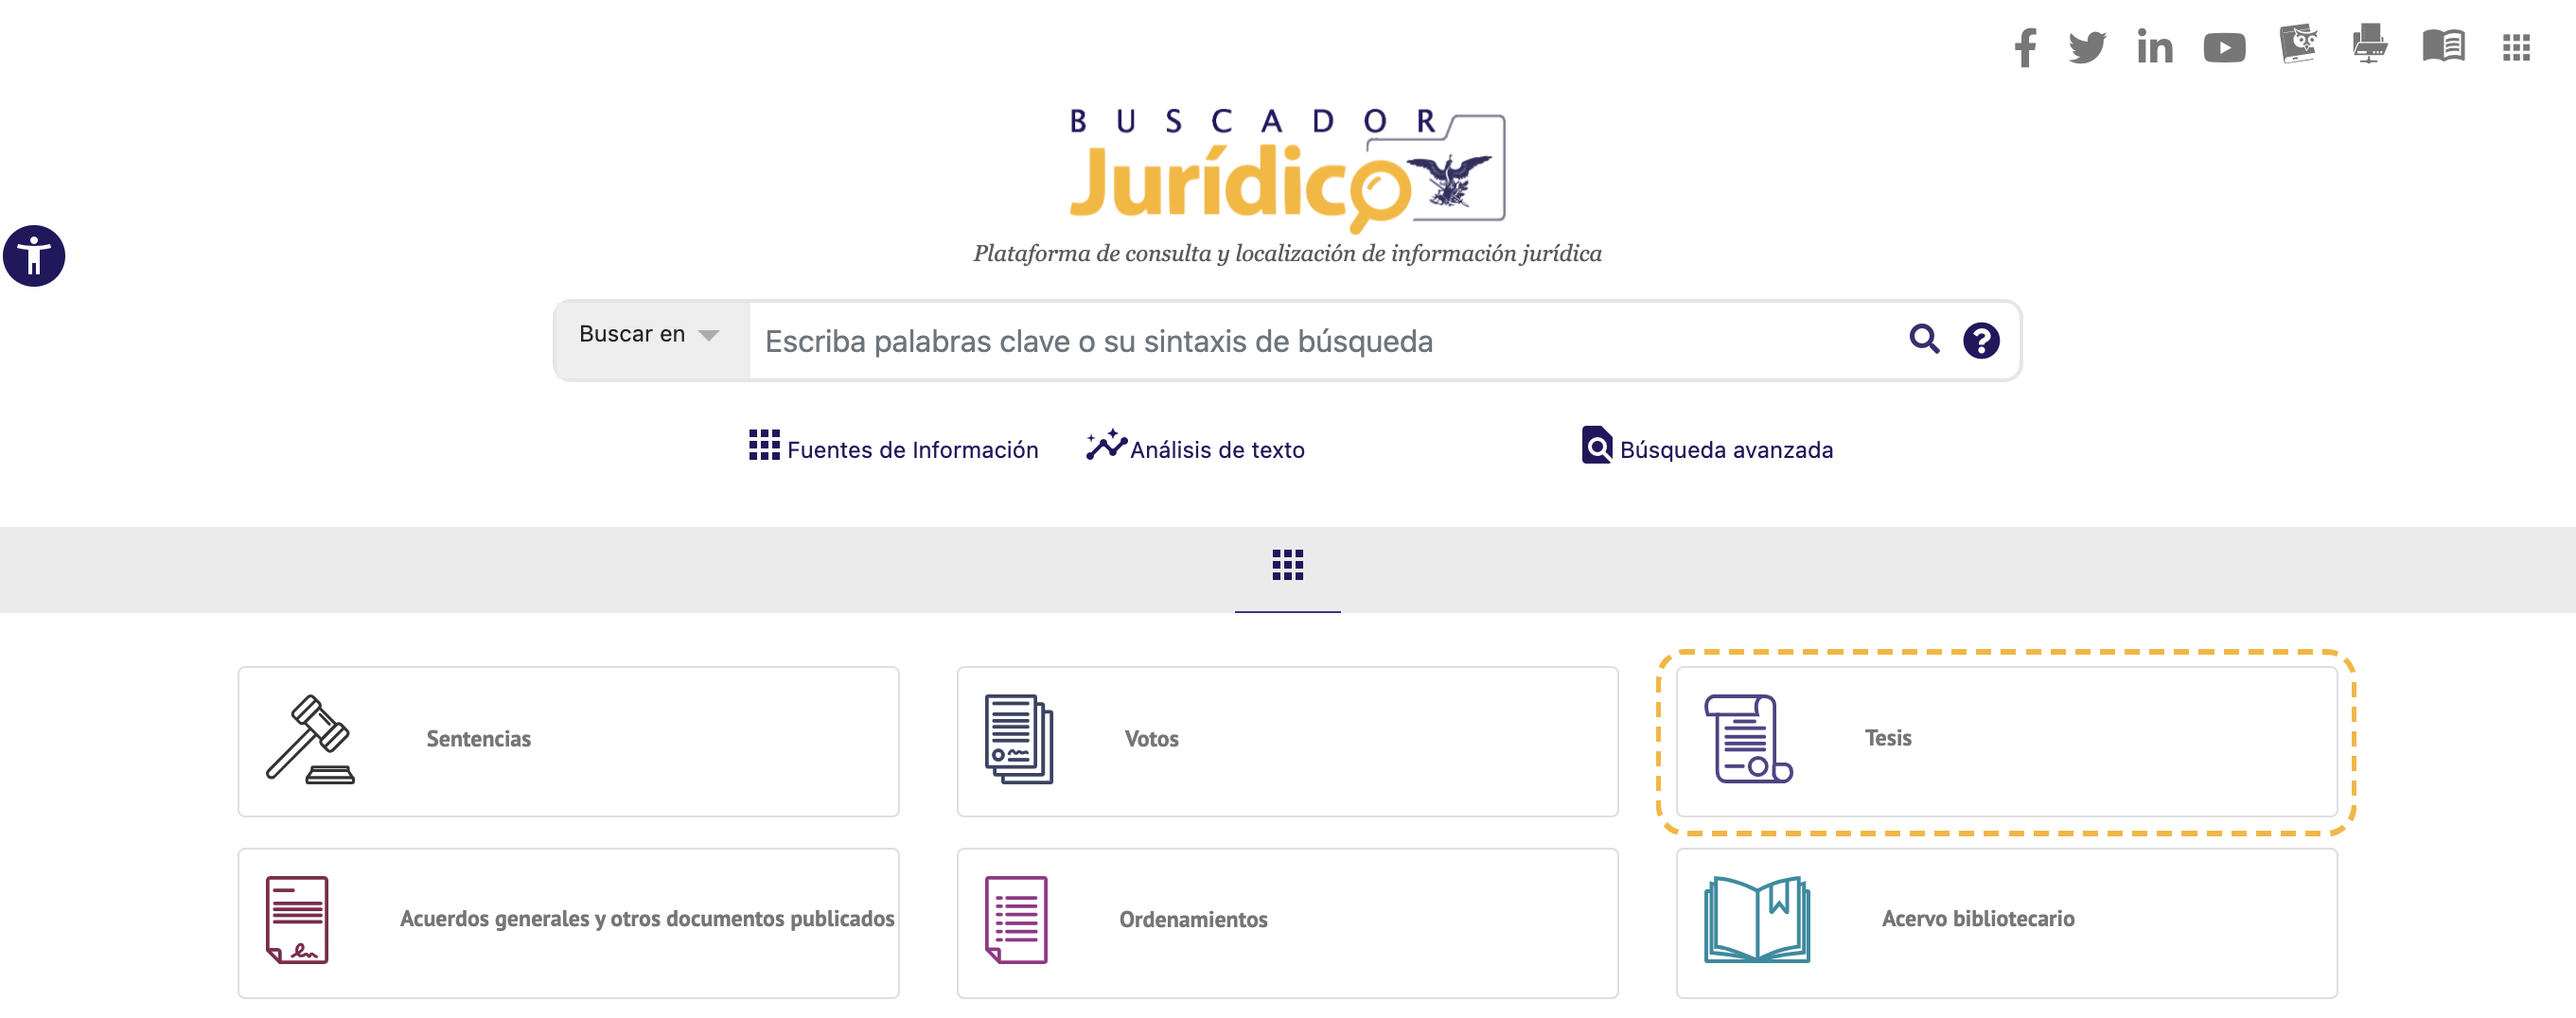 BUSCADOR
Jurídico
Plataforma de consulta y localización de información jurídica
Buscar en
Escriba palabras clave o su sintaxis de búsqueda
Fuentes de Información
Análisis de texto
Búsqueda avanzada
Sentencias
Votos
Tesis
Acuerdos generales y otros documentos publicados
Ordenamientos
Acervo bibliotecario